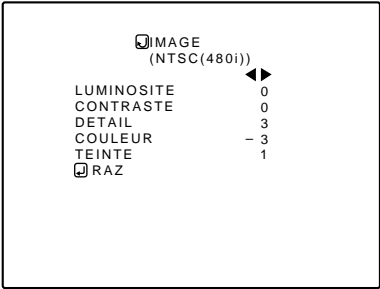 IMAGE
(NTSC(480i))
LUMINOSITE 0
CONTRASTE 0
DETAIL 3
COULEUR – 3
TEINTE 1
RAZ